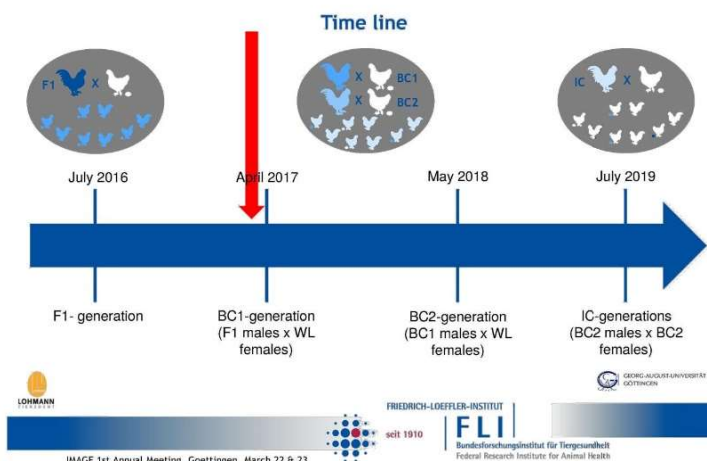 Time line
F1 X
X BC1
X BC2
IC X
July 2016
April 2017
May 2018
July 2019
F1- generation
BC1-generation
(F1 males x WL
females)
BC2-generation
(BC1 males x WL
females)
IC-generations
(BC2 males x BC2
females)
LOHMANN
TIERZUCHT
GEORG-AUGUST-UNIVERSITÄT
GÖTTINGEN
FRIEDRICH-LOEFFLER-INSTITUT
seit 1910
FLI
Bundesforschungsinstitut für Tiergesundheit
Federal Research Institute for Animal Health
IMAGE 1st Annual Meeting, Goettingen, March 22 & 23